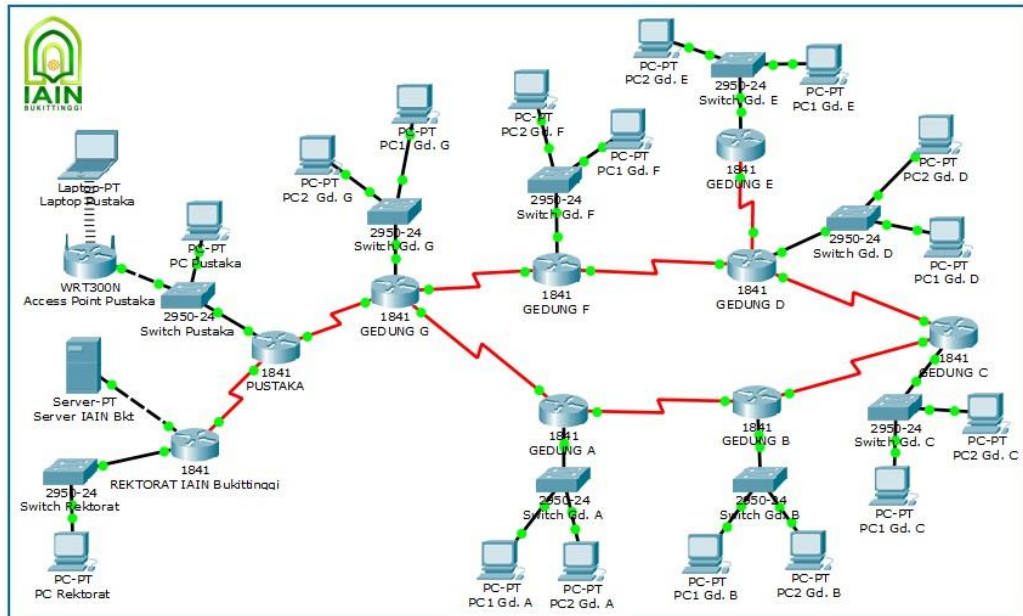 IAIN
BUKITTINGGI
PC-PT
PC2 Gd. E
2950-24
Switch Gd. E
PC-PT
PC1 Gd. E
PC-PT
PC1 Gd. G
PC-PT
PC2 Gd. F
PC-PT
PC1 Gd. F
1841
GEDUNG E
PC-PT
PC2 Gd. D
Laptop-PT
Laptop Pustaka
PC-PT
PC2 Gd. G
2950-24
Switch Gd. G
2950-24
Switch Gd. F
2950-24
Switch Gd. D
PC-PT
PC1 Gd. D
PC-PT
PC Pustaka
WRT300N
Access Point Pustaka
2950-24
Switch Pustaka
1841
GEDUNG G
1841
GEDUNG F
1841
GEDUNG D
1841
PUSTAKA
1841
GEDUNG C
Server-PT
Server IAIN Bkt
1841
GEDUNG A
1841
GEDUNG B
2950-24
Switch Gd. C
PC-PT
PC2 Gd. C
1841
REKTORAT IAIN Bukittinggi
2950-24
Switch Rektorat
2950-24
Switch Gd. A
2950-24
Switch Gd. B
PC-PT
PC1 Gd. C
PC-PT
PC Rektorat
PC-PT
PC1 Gd. A
PC-PT
PC2 Gd. A
PC-PT
PC1 Gd. B
PC-PT
PC2 Gd. B